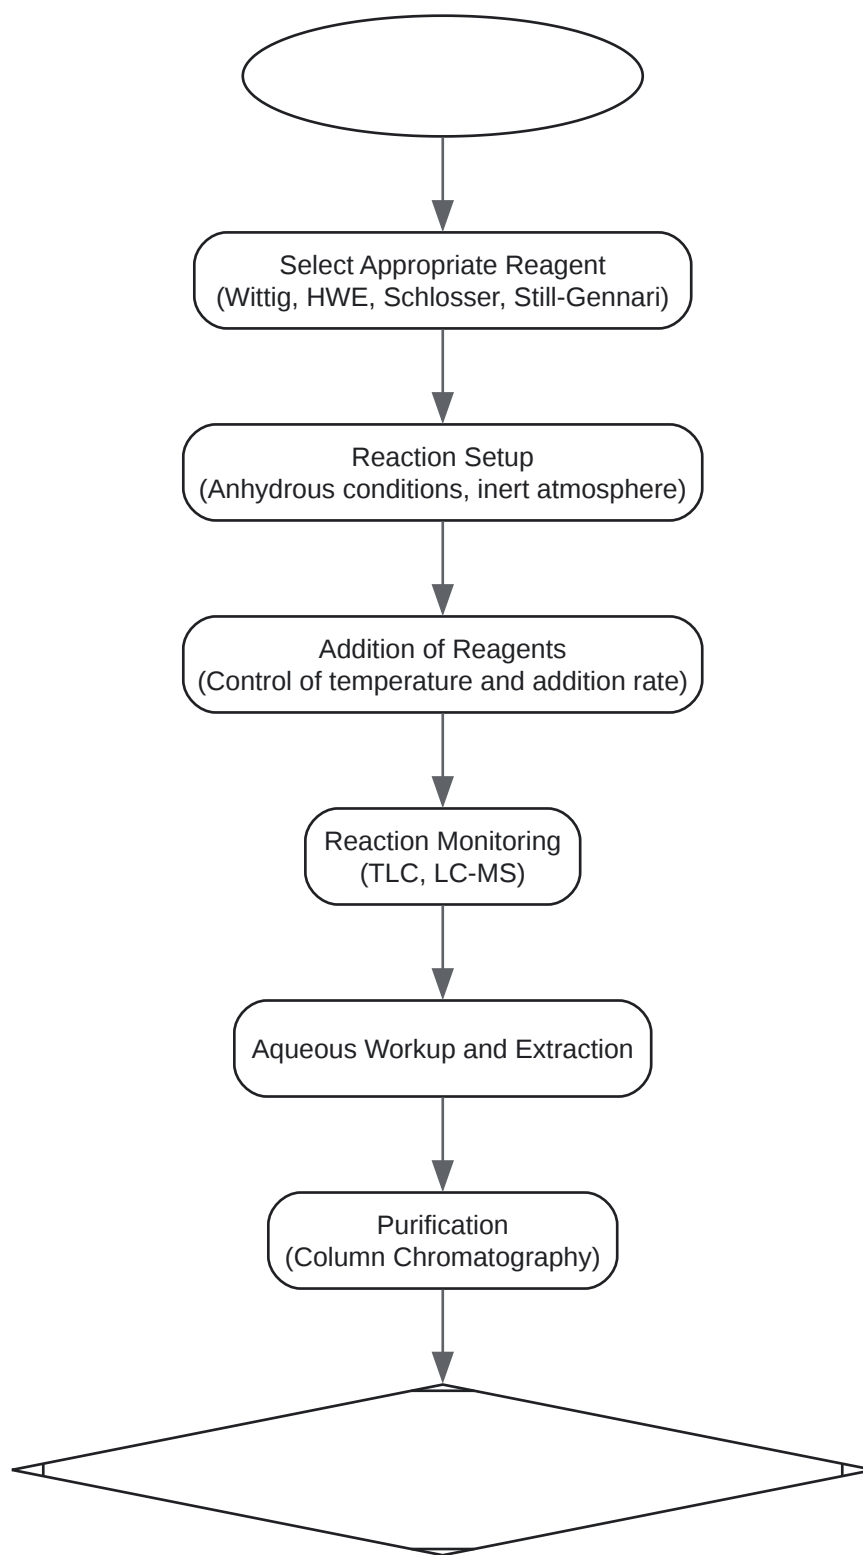 Select Appropriate Reagent
(Wittig, HWE, Schlosser, Still-Gennari)
Reaction Setup
(Anhydrous conditions, inert atmosphere)
Addition of Reagents
(Control of temperature and addition rate)
Reaction Monitoring
(TLC, LC-MS)
Aqueous Workup and Extraction
Purification
(Column Chromatography)